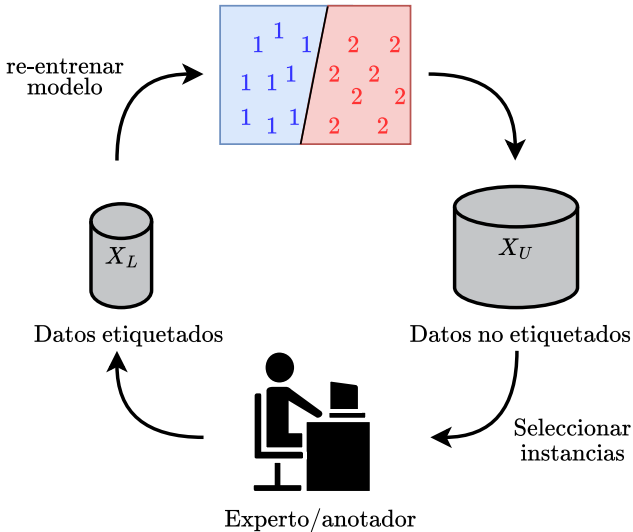 1 1 1 2 2
1 1 1 2 2
2 2
1 1 1 2 2
re-entrenar
modelo
X_L
X_U
Datos etiquetados
Datos no etiquetados
Seleccionar
instancias
Experto/anotador